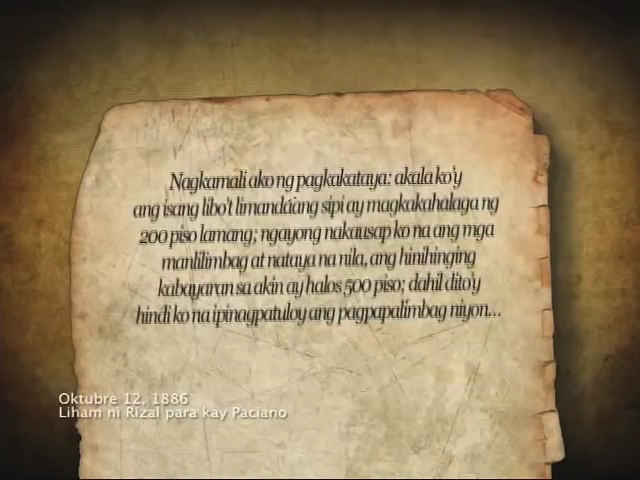 Nagkamali ako ng pagkakataya: akala ko'y
ang isang libo't limandáang sipi ay magkakahalaga ng
200 piso lamang; ngayong nakausap ko na ang mga
manlilimbag at nataya na nila, ang hinihinging
kabayaran sa akin ay halos 500 piso; dahil dito'y
hindi ko na ipinagpatuloy ang pagpapalimbag niyon...
Oktubre 12, 1886
Liham ni Rizal para kay Paciano